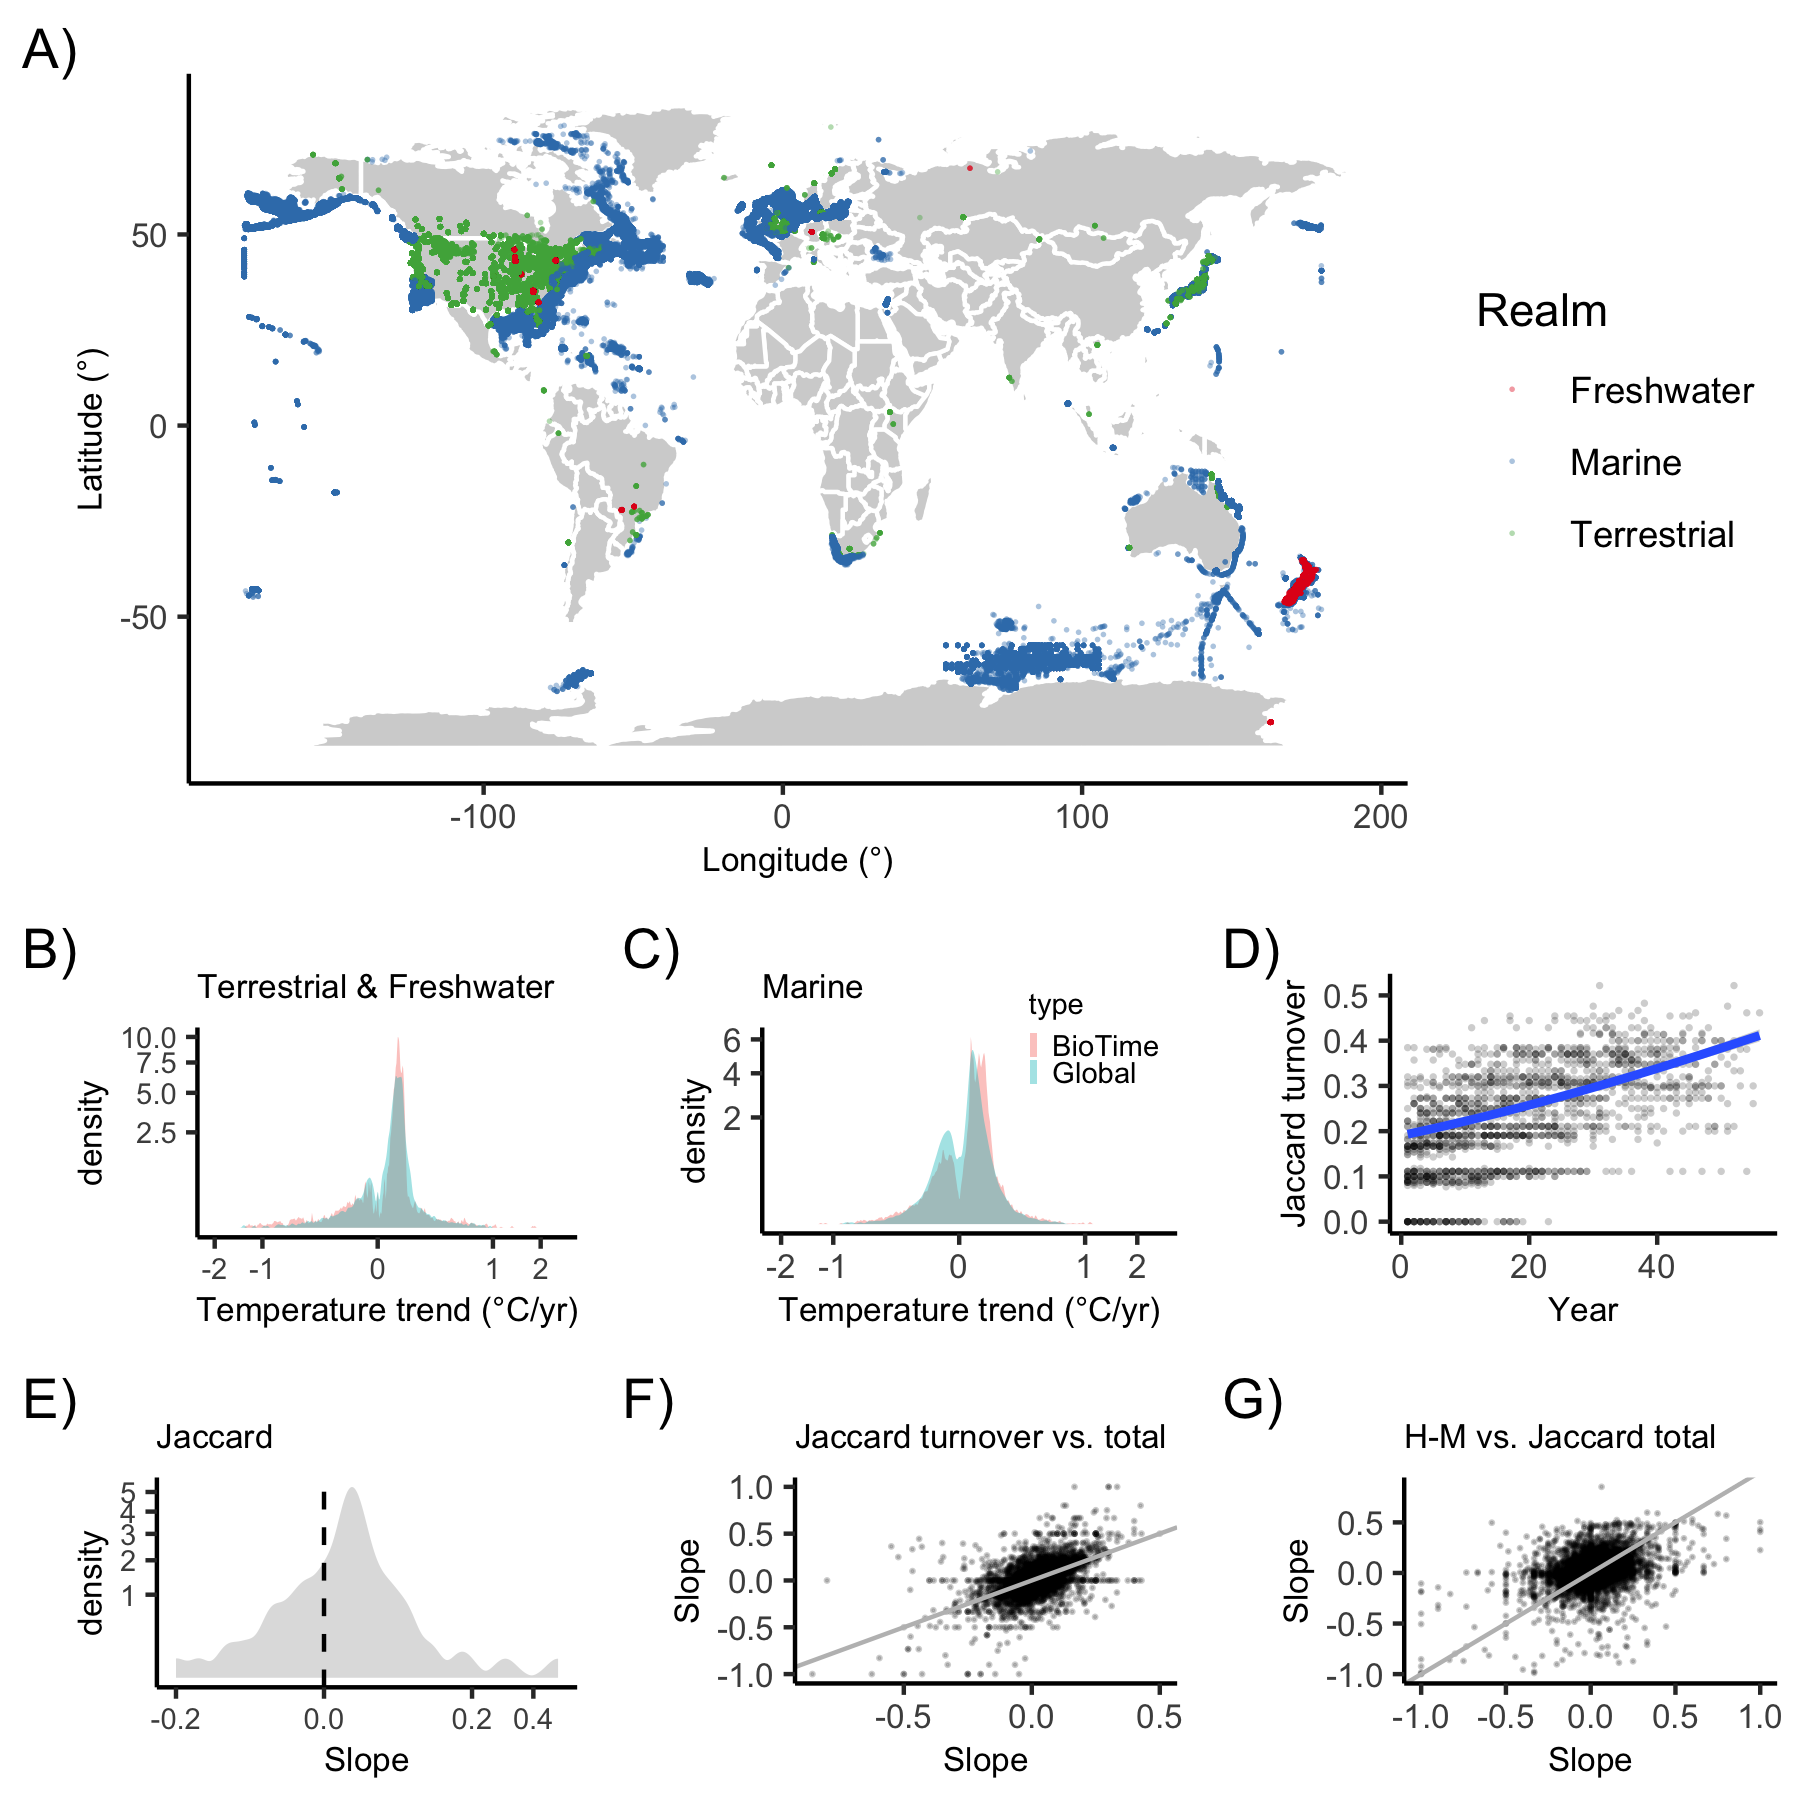 A)
50
0
-50
Latitude (°)
-100
0
100
200
Longitude (°)
Realm
Freshwater
Marine
Terrestrial
B)
Terrestrial & Freshwater
10.0
7.5
5.0
2.5
density
-2
-1
0
1
2
Temperature trend (°C/yr)
C)
Marine
type
BioTime
Global
6
4
2
density
-2
-1
0
1
2
Temperature trend (°C/yr)
D)
0.5
0.4
0.3
0.2
0.1
0.0
Jaccard turnover
0
20
40
Year
E)
Jaccard
5
4
3
2
1
density
-0.2
0.0
0.2
0.4
Slope
F)
Jaccard turnover vs. total
1.0
0.5
0.0
-0.5
-1.0
Slope
-0.5
0.0
0.5
Slope
G)
H-M vs. Jaccard total
0.5
0.0
-0.5
-1.0
Slope
-1.0
-0.5
0.0
0.5
1.0
Slope